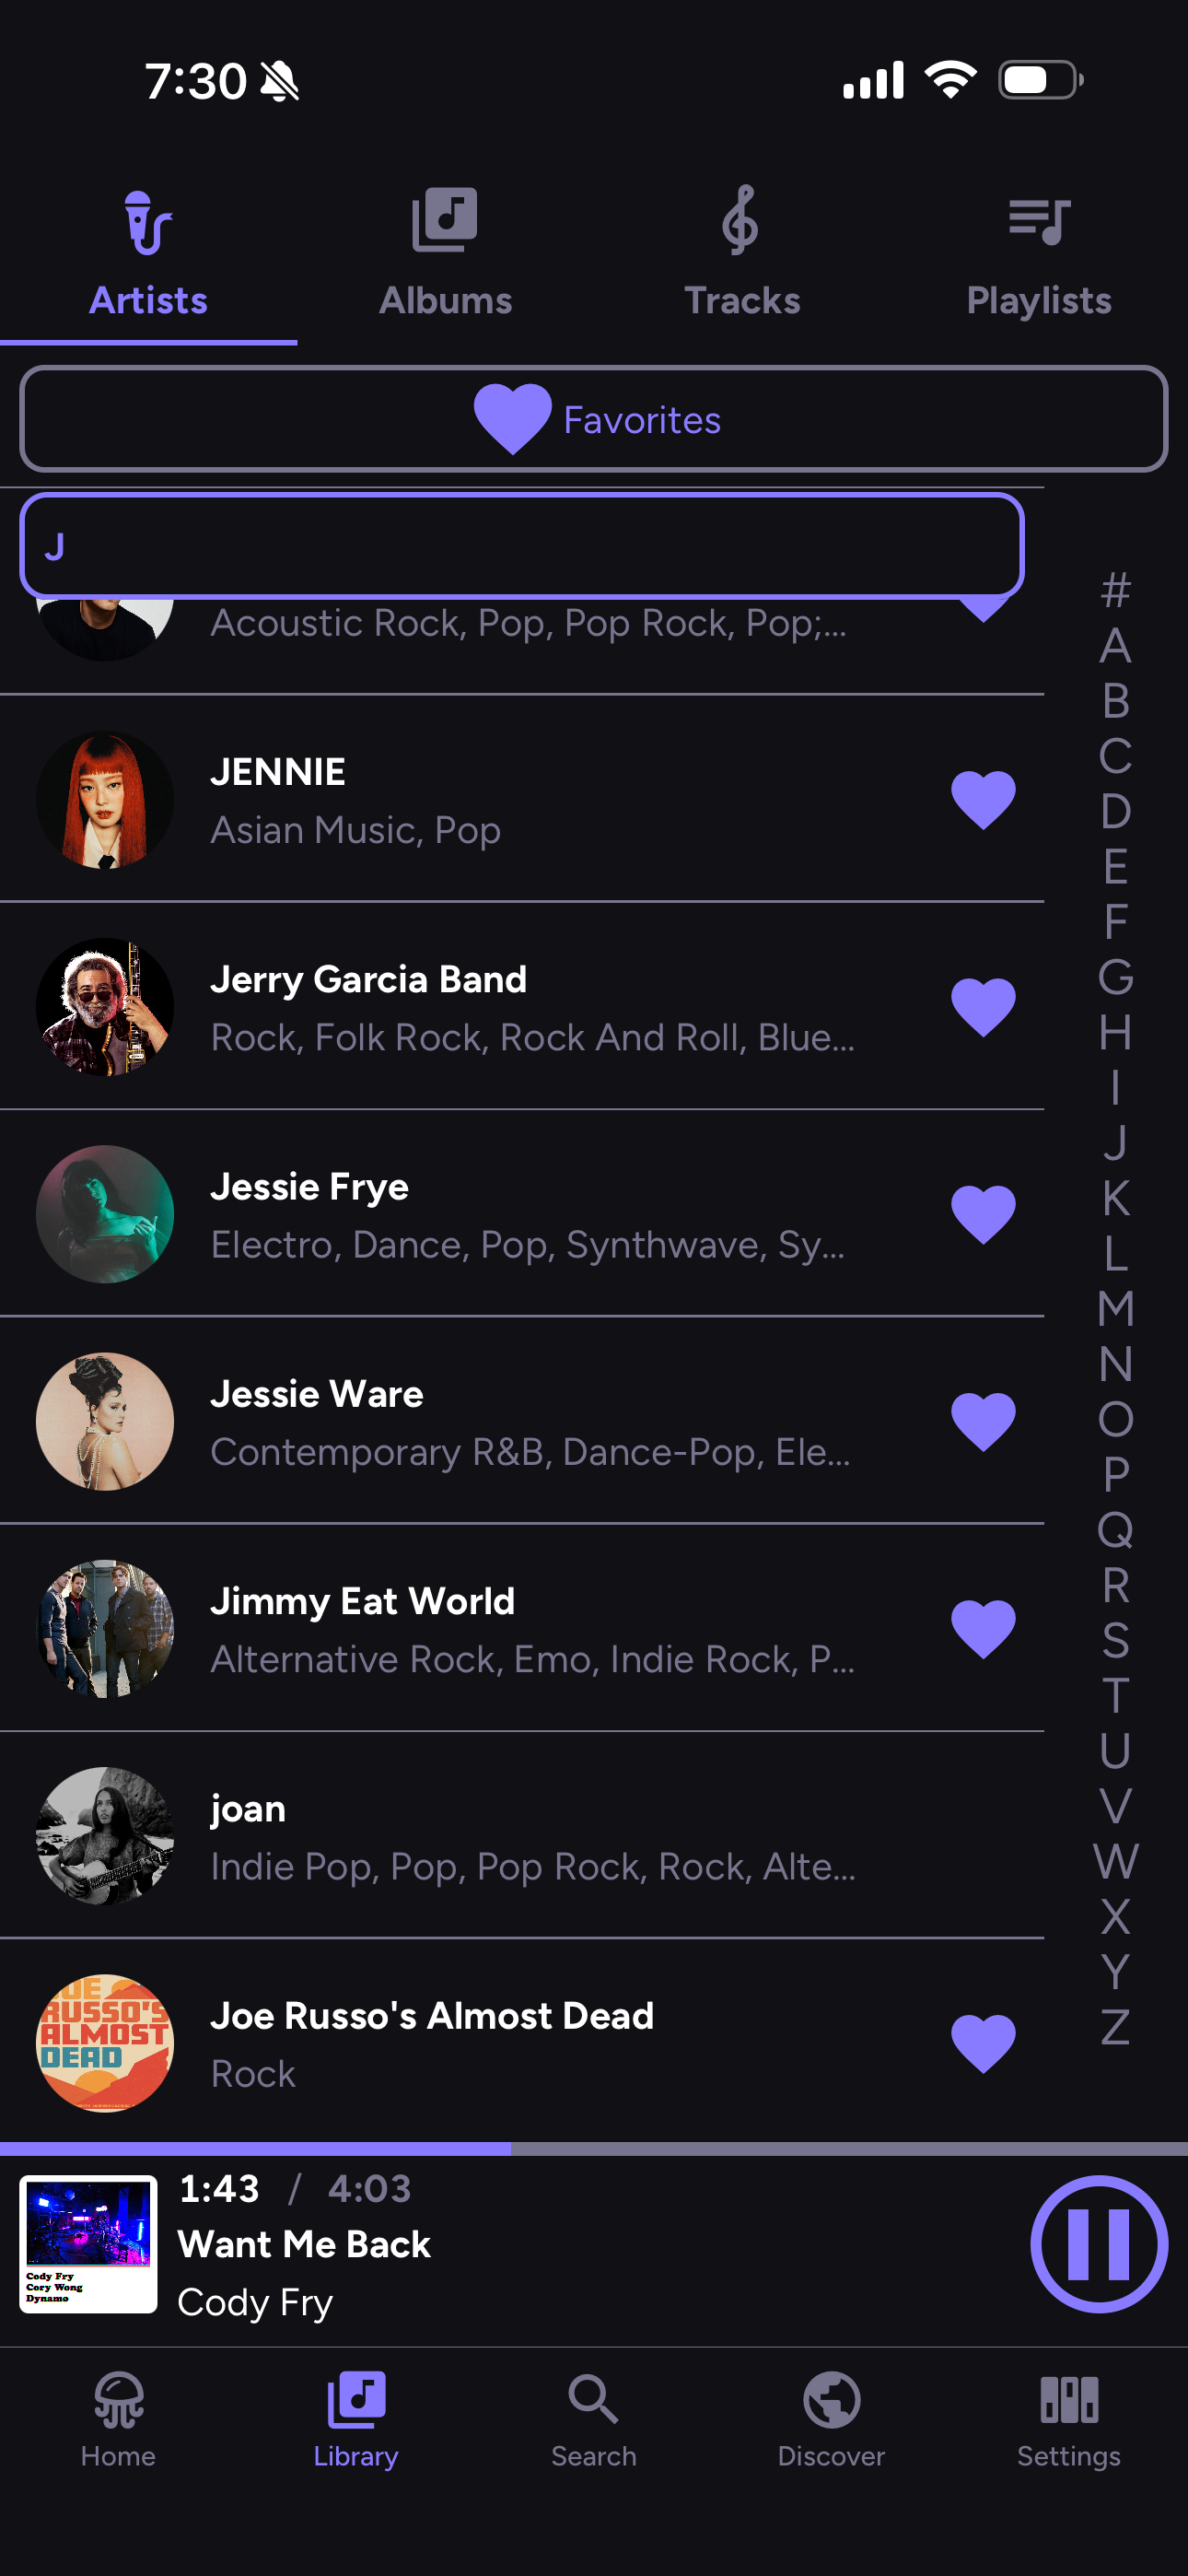 7:30
Artists
Albums
Tracks
Playlists
Favorites
J
Acoustic Rock, Pop, Pop Rock, Pop;...
JENNIE
Asian Music, Pop
Jerry Garcia Band
Rock, Folk Rock, Rock And Roll, Blue...
Jessie Frye
Electro, Dance, Pop, Synthwave, Sy...
Jessie Ware
Contemporary R&B, Dance-Pop, Ele...
Jimmy Eat World
Alternative Rock, Emo, Indie Rock, P...
joan
Indie Pop, Pop, Pop Rock, Rock, Alte...
JOE
RUSSO'S
ALMOST
DEAD
Joe Russo's Almost Dead
Rock
#
A
B
C
D
E
F
G
H
I
J
K
L
M
N
O
P
Q
R
S
T
U
V
W
X
Y
Z
Cody Fry
Cory Wong
Dynamo
1:43 / 4:03
Want Me Back
Cody Fry
Home
Library
Search
Discover
Settings